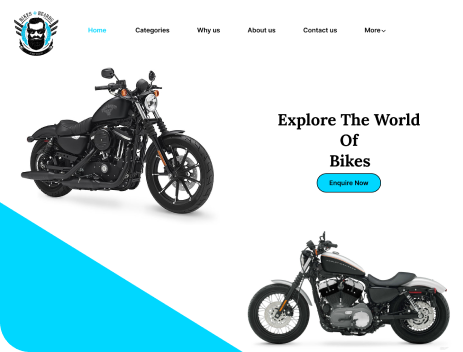 BIKES & BEARDS
Home
Categories
Why us
About us
Contact us
More
Explore The World
Of
Bikes
Enquire Now